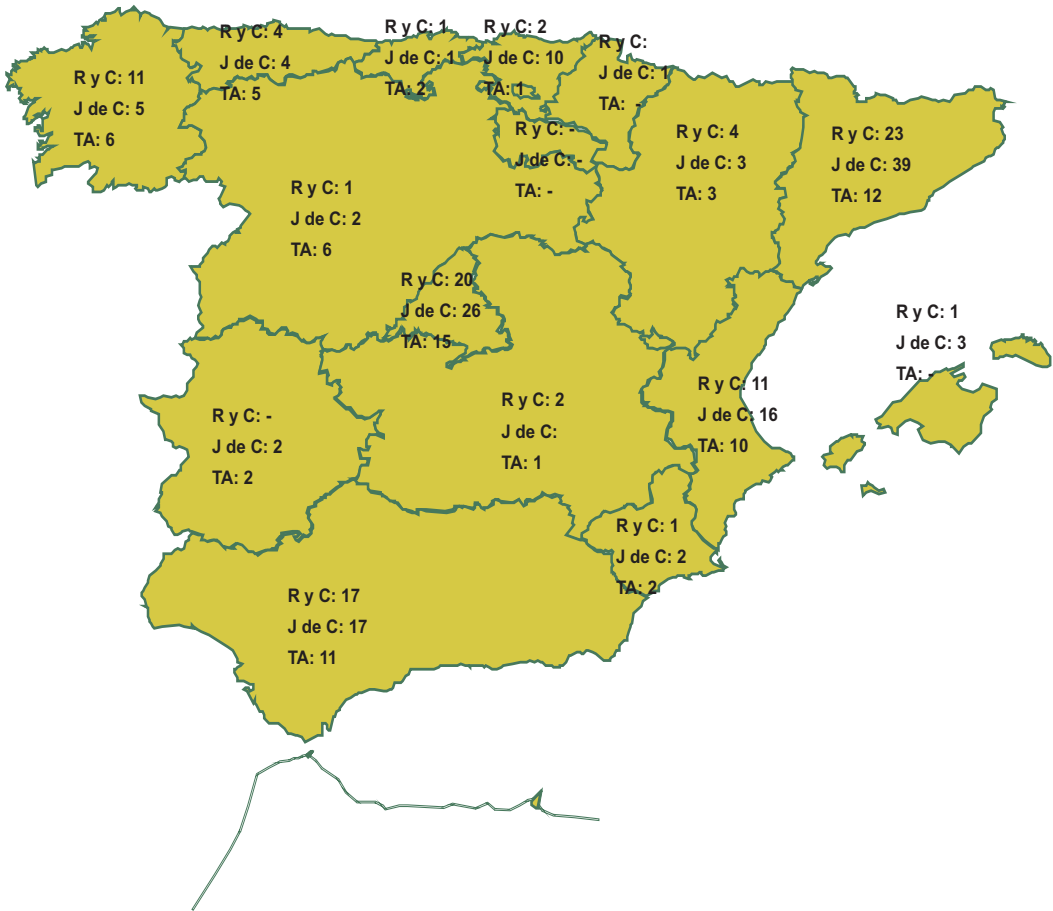 R y C: 4
J de C: 4
TA: 5
R y C: 1
J de C: 1
TA: 2
R y C: 2
J de C: 10
TA: 1
R y C:
J de C: 1
TA: -
R y C: 11
J de C: 5
TA: 6
R y C: -
J de C: -
TA: -
R y C: 4
J de C: 3
TA: 3
R y C: 23
J de C: 39
TA: 12
R y C: 1
J de C: 2
TA: 6
R y C: 20
J de C: 26
TA: 15
R y C: 1
J de C: 3
TA: -
R y C: 11
J de C: 16
TA: 10
R y C: 2
J de C:
TA: 1
R y C: -
J de C: 2
TA: 2
R y C: 1
J de C: 2
TA: 2
R y C: 17
J de C: 17
TA: 11